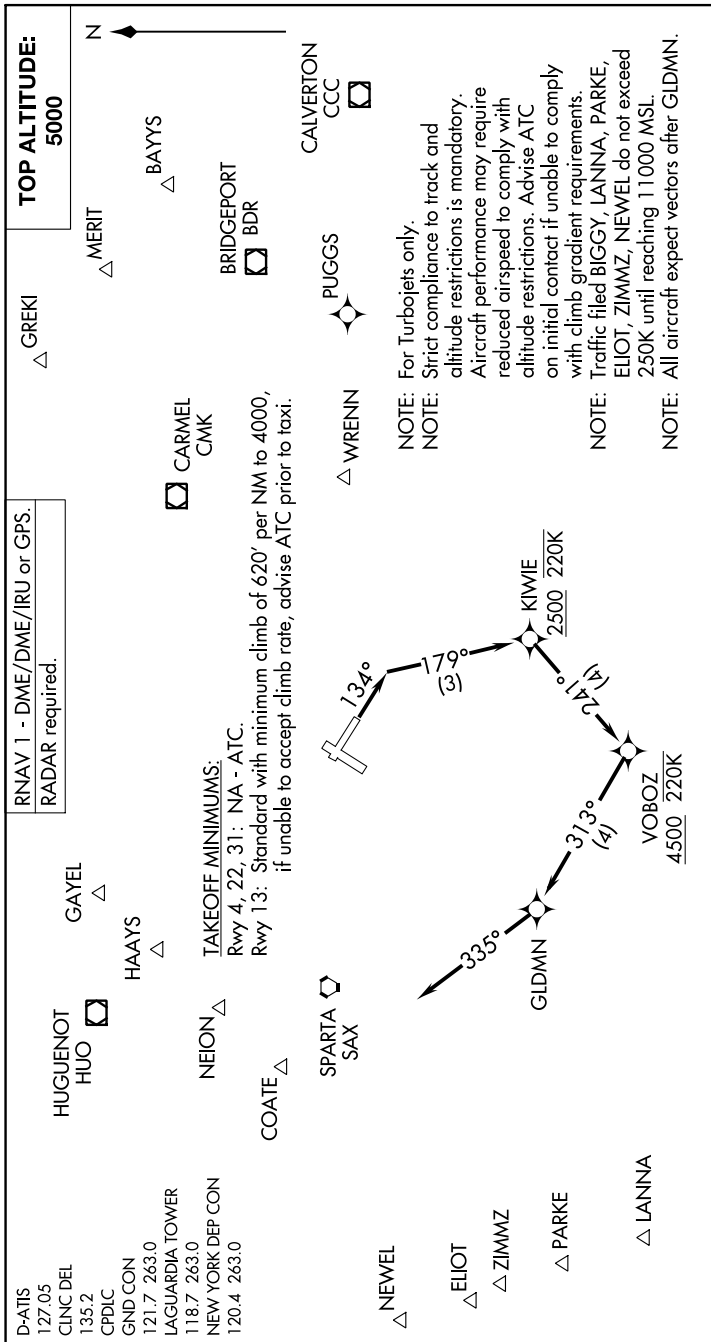 D-ATIS
127.05
CLNC DEL
135.2
CPDLC
GND CON
121.7 263.0
LAGUARDIA TOWER
118.7 263.0
NEW YORK DEP CON
120.4 263.0
RNAV 1 - DME/DME/IRU or GPS.
RADAR required.
TOP ALTITUDE:
5000
N
HUGUENOT
HUO
GAYEL
HAAYS
NEION
COATE
SPARTA
SAX
GREKI
MERIT
BAYYS
CARMEL
CMK
BRIDGEPORT
BDR
CALVERTON
CCC
PUGGS
WRENN
TAKEOFF MINIMUMS:
Rwy 4, 22, 31: NA - ATC.
Rwy 13: Standard with minimum climb of 620' per NM to 4000,
if unable to accept climb rate, advise ATC prior to taxi.
134°
179°
(3)
KIWIE
2500 220K
241°
(4)
VOBOZ
4500 220K
313°
(4)
GLDMN
335°
NEWEL
ELIOT
ZIMMZ
PARKE
LANNA
NOTE: For Turbojets only.
NOTE: Strict compliance to track and
altitude restrictions is mandatory.
Aircraft performance may require
reduced airspeed to comply with
altitude restrictions. Advise ATC
on initial contact if unable to comply
with climb gradient requirements.
NOTE: Traffic filed BIGGY, LANNA, PARKE,
ELIOT, ZIMMZ, NEWEL do not exceed
250K until reaching 11000 MSL.
NOTE: All aircraft expect vectors after GLDMN.